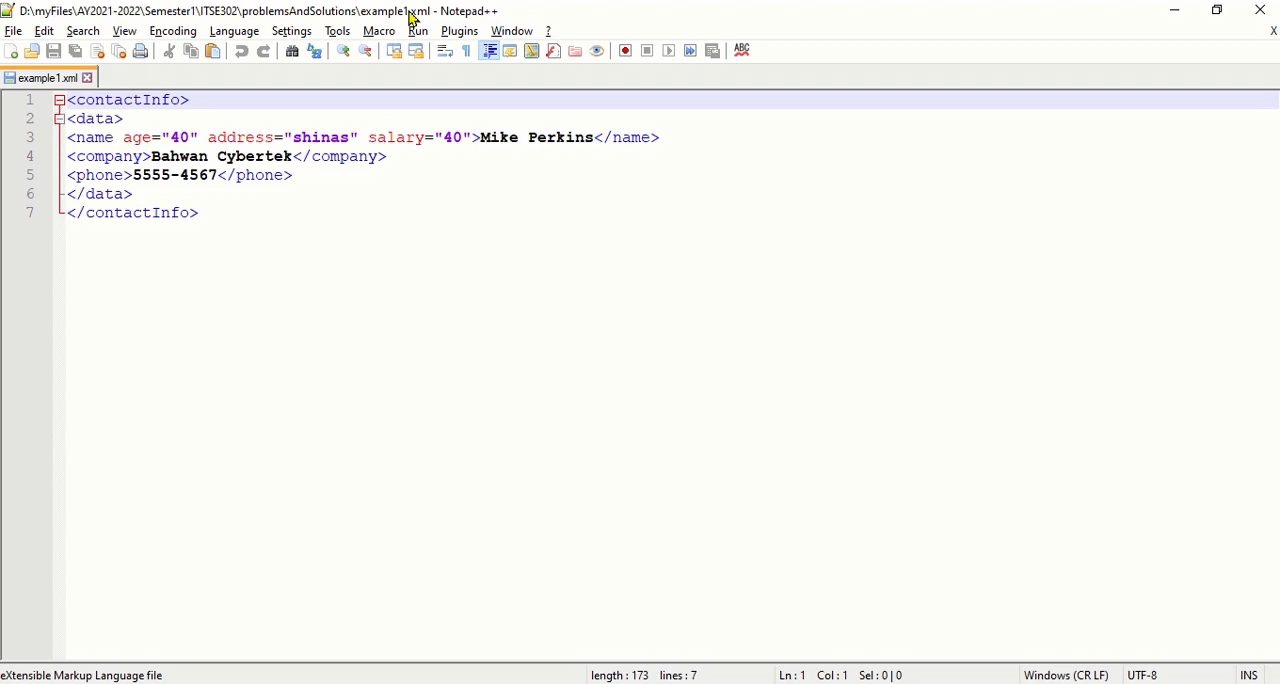 D:\myFiles\AY2021-2022\Semester1\ITSE302\problemsAndSolutions\example1.xml - Notepad++
File Edit Search View Encoding Language Settings Tools Macro Run Plugins Window ? X
ABC
example1.xml
1 <contactInfo>
2 <data>
3 <name age="40" address="shinas" salary="40">Mike Perkins</name>
4 <company>Bahwan Cybertek</company>
5 <phone>5555-4567</phone>
6 </data>
7 </contactInfo>
eXtensible Markup Language file length : 173 lines : 7 Ln : 1 Col : 1 Sel : 0 | 0 Windows (CR LF) UTF-8 INS